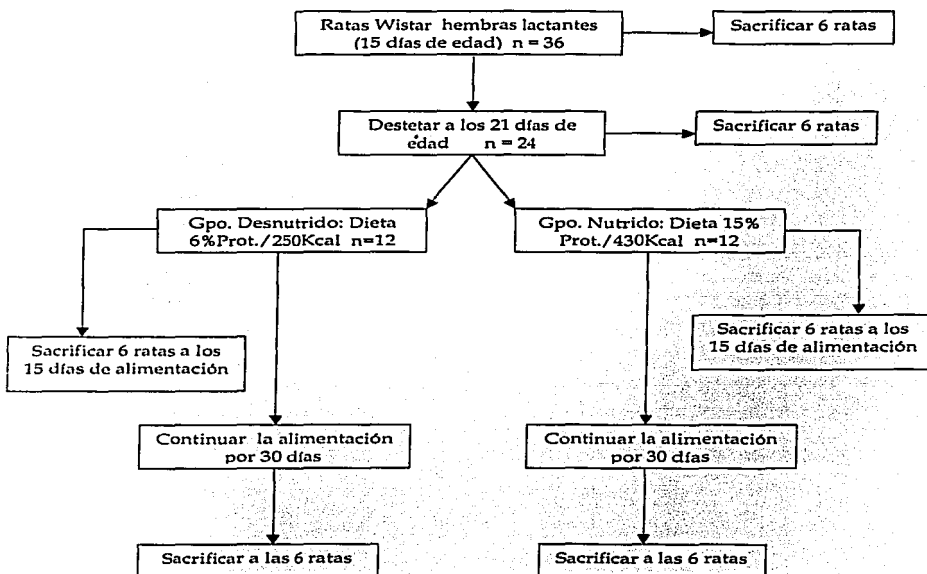 Ratas Wistar hembras lactantes
(15 días de edad) n = 36
Sacrificar 6 ratas
Destetar a los 21 días de
edad n = 24
Sacrificar 6 ratas
Gpo. Desnutrido: Dieta
6%Prot./250Kcal n=12
Gpo. Nutrido: Dieta 15%
Prot./430Kcal n=12
Sacrificar 6 ratas a los
15 días de alimentación
Sacrificar 6 ratas a los
15 días de alimentación
Continuar la alimentación
por 30 días
Continuar la alimentación
por 30 días
Sacrificar a las 6 ratas
Sacrificar a las 6 ratas